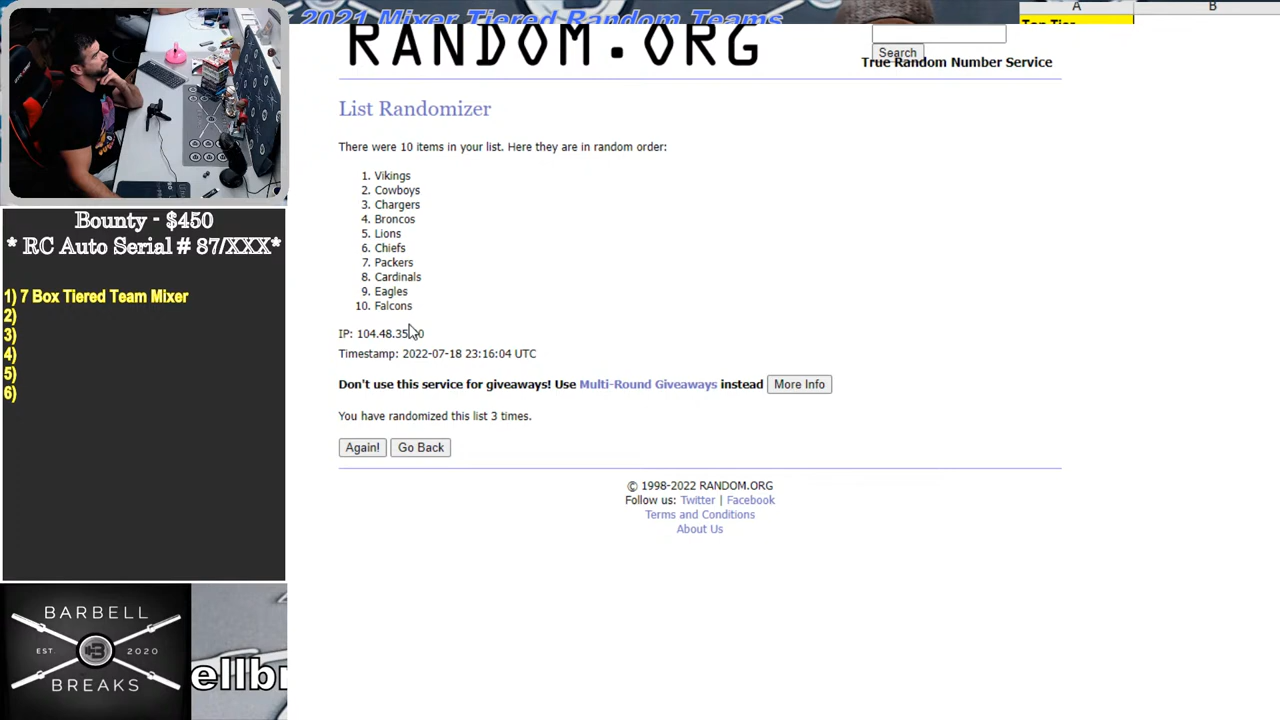 2021 Mixer Tiered Random Teams
A
B
RANDOM.ORG
Search
True Random Number Service
List Randomizer
There were 10 items in your list. Here they are in random order:
1. Vikings
2. Cowboys
3. Chargers
4. Broncos
5. Lions
6. Chiefs
7. Packers
8. Cardinals
9. Eagles
10. Falcons
IP: 104.48.35
Timestamp: 2022-07-18 23:16:04 UTC
Don't use this service for giveaways! Use Multi-Round Giveaways instead More Info
You have randomized this list 3 times.
Again! Go Back
© 1998-2022 RANDOM.ORG
Follow us: Twitter | Facebook
Terms and Conditions
About Us
Bounty - $450
* RC Auto Serial # 87/XXX*
1) 7 Box Tiered Team Mixer
2)
3)
4)
5)
6)
BARBELL
EST. B 2020
BREAKS
ellbr